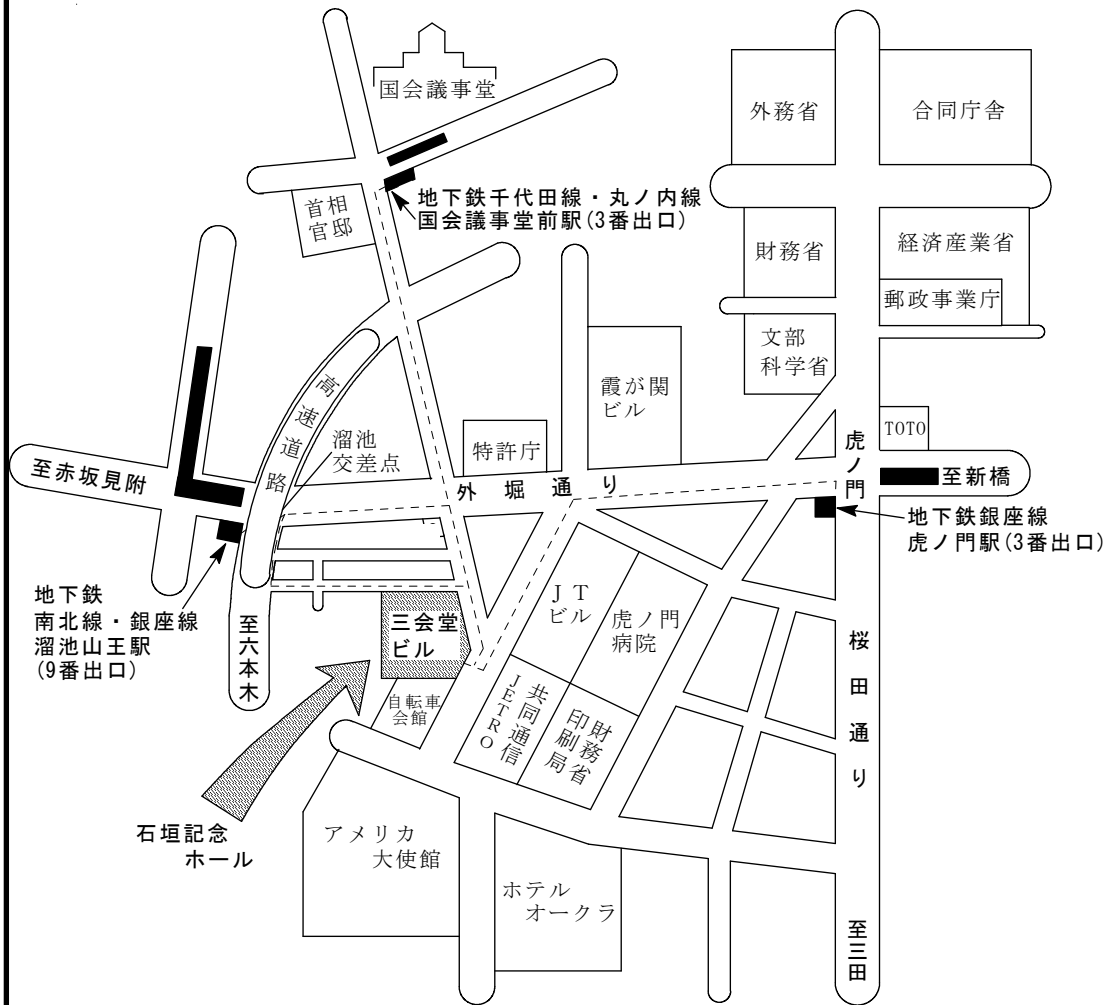 国会議事堂
外務省
合同庁舎
地下鉄千代田線・丸ノ内線
国会議事堂前駅(3番出口)
首相
官邸
財務省
経済産業省
郵政事業庁
文部
科学省
霞が関
ビル
高速道路
溜池
交差点
特許庁
TOTO
虎ノ門
至赤坂見附
外堀通り
至新橋
地下鉄銀座線
虎ノ門駅(3番出口)
地下鉄
南北線・銀座線
溜池山王駅
(9番出口)
至六本木
三会堂
ビル
JT
ビル
虎ノ門
病院
桜田通り
自転車
会館
共同通信
JETRO
財務省
印刷局
石垣記念
ホール
アメリカ
大使館
ホテル
オークラ
至三田